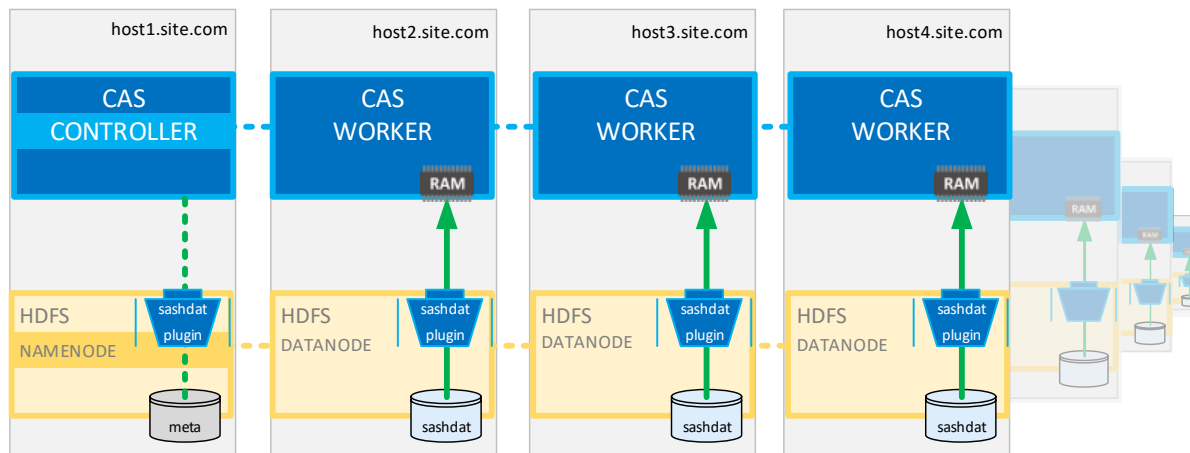 host1.site.com
host2.site.com
host3.site.com
host4.site.com
CAS
CONTROLLER
CAS
WORKER
CAS
WORKER
CAS
WORKER
RAM
RAM
RAM
RAM
RAM
HDFS
NAMENODE
sashdat
plugin
HDFS
DATANODE
sashdat
plugin
HDFS
DATANODE
sashdat
plugin
HDFS
DATANODE
sashdat
plugin
meta
sashdat
sashdat
sashdat